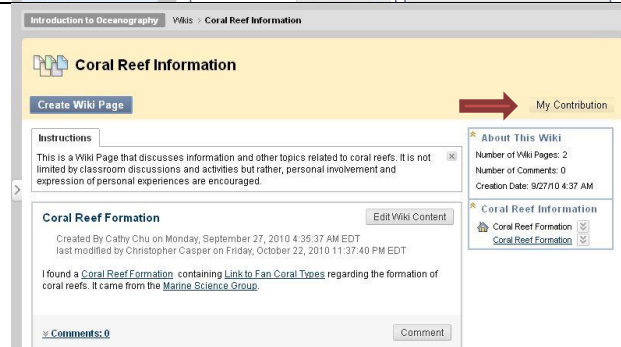 Introduction to Oceanography Wikis > Coral Reef Information
Coral Reef Information
Create Wiki Page
My Contribution
Instructions
This is a Wiki Page that discusses information and other topics related to coral reefs. It is not
limited by classroom discussions and activities but rather, personal involvement and
expression of personal experiences are encouraged.
Coral Reef Formation
Edit Wiki Content
Created By Cathy Chu on Monday, September 27, 2010 4:35:37 AM EDT
last modified by Christopher Casper on Friday, October 22, 2010 11:37:40 PM EDT
I found a Coral Reef Formation containing Link to Fan Coral Types regarding the formation of
coral reefs. It came from the Marine Science Group.
Comments: 0
Comment
About This Wiki
Number of Wiki Pages: 2
Number of Comments: 0
Creation Date: 9/27/10 4:37 AM
Coral Reef Information
Coral Reef Formation
Coral Reef Formation